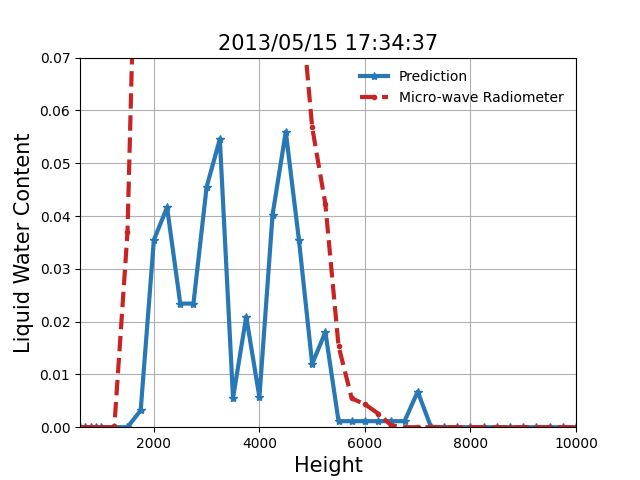 2013/05/15 17:34:37
Prediction
Micro-wave Radiometer
Liquid Water Content
0.07
0.06
0.05
0.04
0.03
0.02
0.01
0.00
2000 4000 6000 8000 10000
Height